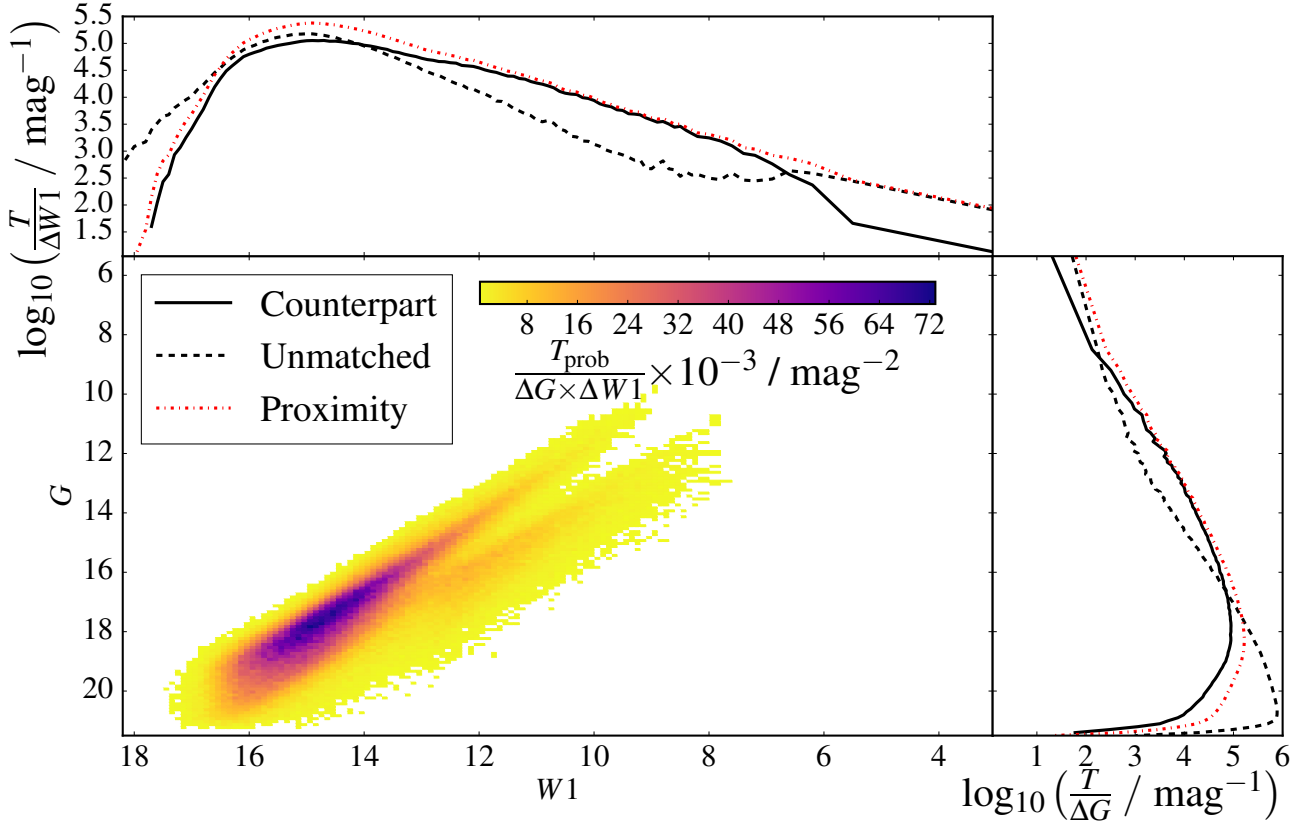 5.5
5.0
4.5
4.0
3.5
3.0
2.5
2.0
1.5
log₁₀ (T/ΔW1 / mag⁻¹)
Counterpart
Unmatched
Proximity
8 16 24 32 40 48 56 64 72
T_prob/ΔG×ΔW1 ×10⁻³ / mag⁻²
6
8
10
12
14
16
18
20
G
18 16 14 12 10 8 6 4
W1
1 2 3 4 5 6
log₁₀ (T/ΔG / mag⁻¹)